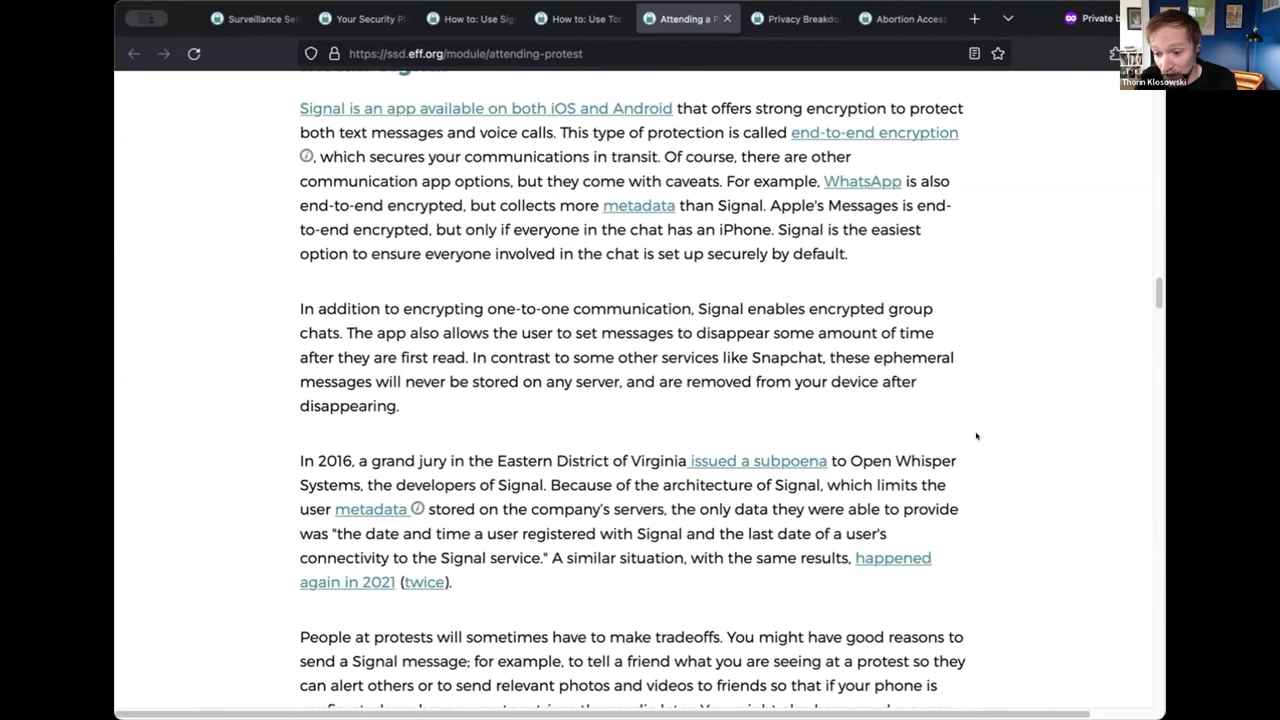 Surveillance Sel
Your Security Pl
How to: Use Sig
How to: Use Tor
Attending a P
Privacy Breakdo
Abortion Access
Private b
https://ssd.eff.org/module/attending-protest
Thorin Klosowski
Signal is an app available on both iOS and Android that offers strong encryption to protect
both text messages and voice calls. This type of protection is called end-to-end encryption
, which secures your communications in transit. Of course, there are other
communication app options, but they come with caveats. For example, WhatsApp is also
end-to-end encrypted, but collects more metadata than Signal. Apple's Messages is end-
to-end encrypted, but only if everyone in the chat has an iPhone. Signal is the easiest
option to ensure everyone involved in the chat is set up securely by default.
In addition to encrypting one-to-one communication, Signal enables encrypted group
chats. The app also allows the user to set messages to disappear some amount of time
after they are first read. In contrast to some other services like Snapchat, these ephemeral
messages will never be stored on any server, and are removed from your device after
disappearing.
In 2016, a grand jury in the Eastern District of Virginia issued a subpoena to Open Whisper
Systems, the developers of Signal. Because of the architecture of Signal, which limits the
user metadata stored on the company’s servers, the only data they were able to provide
was "the date and time a user registered with Signal and the last date of a user's
connectivity to the Signal service." A similar situation, with the same results, happened
again in 2021 (twice).
People at protests will sometimes have to make tradeoffs. You might have good reasons to
send a Signal message; for example, to tell a friend what you are seeing at a protest so they
can alert others or to send relevant photos and videos to friends so that if your phone is